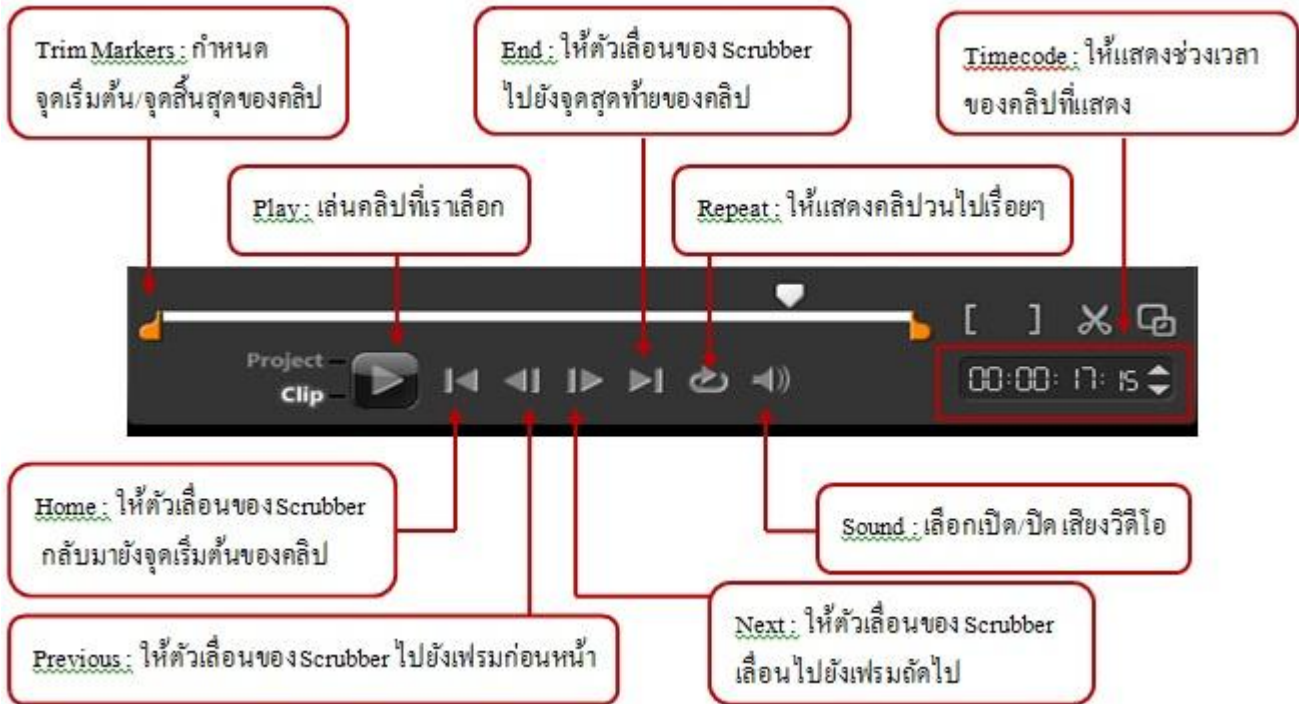 Trim Markers : กำหนด
จุดเริ่มต้น/จุดสิ้นสุดของคลิป
End : ให้ตัวเลื่อนของ Scrubber
ไปยังจุดสุดท้ายของคลิป
Timecode : ให้แสดงช่วงเวลา
ของคลิปที่แสดง
Play : เล่นคลิปที่เราเลือก
Repeat : ให้แสดงคลิปวนไปเรื่อยๆ
[ ]
Project
Clip
00:00:17:15
Home : ให้ตัวเลื่อนของ Scrubber
กลับมายังจุดเริ่มต้นของคลิป
Sound : เลือกเปิด/ปิด เสียงวิดีโอ
Previous : ให้ตัวเลื่อนของ Scrubber ไปยังเฟรมก่อนหน้า
Next : ให้ตัวเลื่อนของ Scrubber
เลื่อนไปยังเฟรมถัดไป